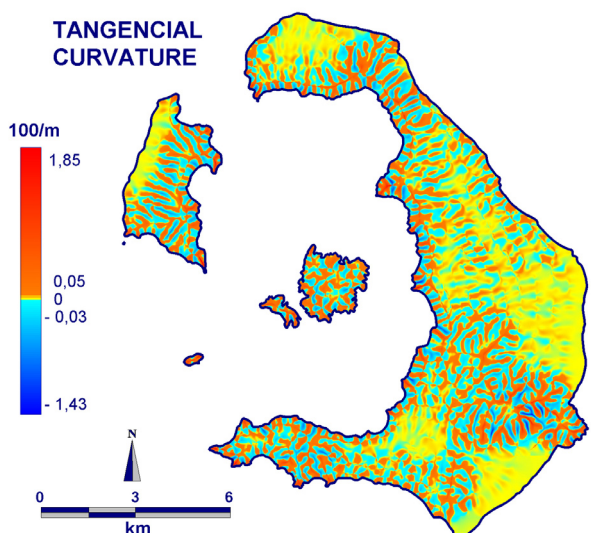 TANGENCIAL
CURVATURE
100/m
1,85
0,05
0
- 0,03
- 1,43
N
0 3 6
km